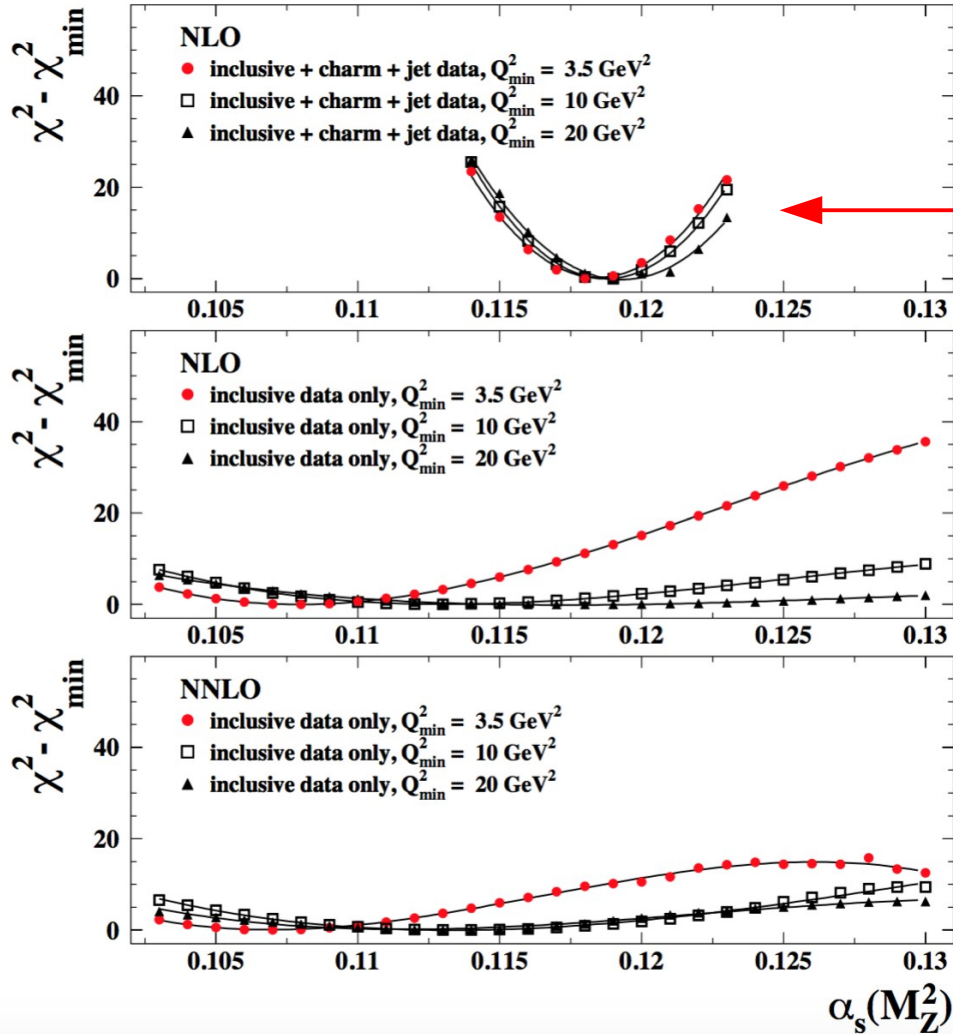 χ² - χ²min
NLO
inclusive + charm + jet data, Q²min = 3.5 GeV²
inclusive + charm + jet data, Q²min = 10 GeV²
inclusive + charm + jet data, Q²min = 20 GeV²
40
20
0
0.105 0.11 0.115 0.12 0.125 0.13
χ² - χ²min
NLO
inclusive data only, Q²min = 3.5 GeV²
inclusive data only, Q²min = 10 GeV²
inclusive data only, Q²min = 20 GeV²
40
20
0
0.105 0.11 0.115 0.12 0.125 0.13
χ² - χ²min
NNLO
inclusive data only, Q²min = 3.5 GeV²
inclusive data only, Q²min = 10 GeV²
inclusive data only, Q²min = 20 GeV²
40
20
0
0.105 0.11 0.115 0.12 0.125 0.13
αs(M²Z)